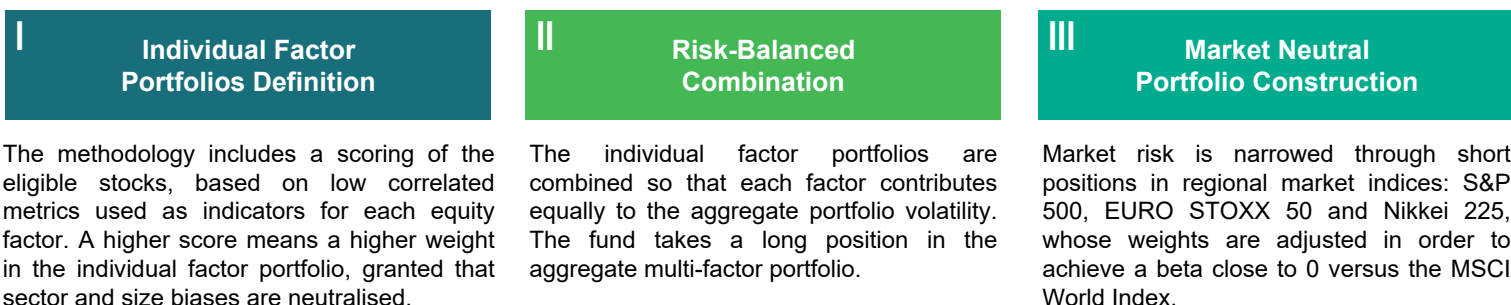 I
Individual Factor
Portfolios Definition
The methodology includes a scoring of the
eligible stocks, based on low correlated
metrics used as indicators for each equity
factor. A higher score means a higher weight
in the individual factor portfolio, granted that
sector and size biases are neutralised.
II
Risk-Balanced
Combination
The individual factor portfolios are
combined so that each factor contributes
equally to the aggregate portfolio volatility.
The fund takes a long position in the
aggregate multi-factor portfolio.
III
Market Neutral
Portfolio Construction
Market risk is narrowed through short
positions in regional market indices: S&P
500, EURO STOXX 50 and Nikkei 225,
whose weights are adjusted in order to
achieve a beta close to 0 versus the MSCI
World Index.